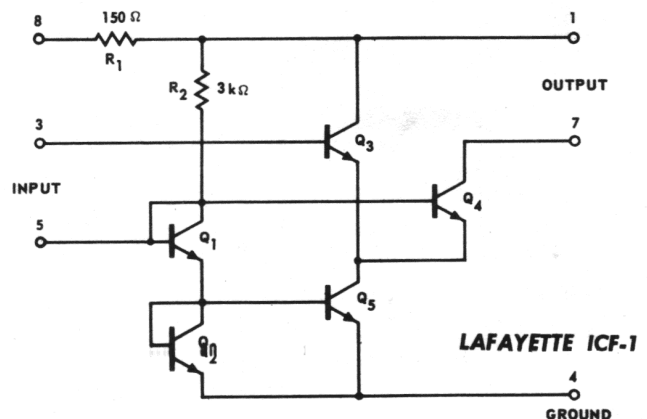 8
150 Ω
R1
1
R2
3 kΩ
OUTPUT
3
Q3
7
INPUT
Q4
5
Q1
Q5
LAFAYETTE ICF-1
4
GROUND